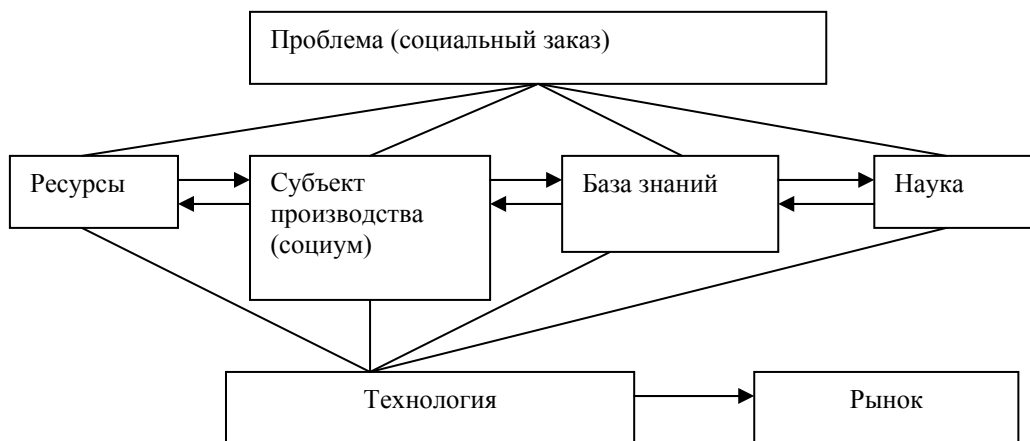 Проблема (социальный заказ)
Ресурсы
Субъект
производства
(социум)
База знаний
Наука
Технология
Рынок